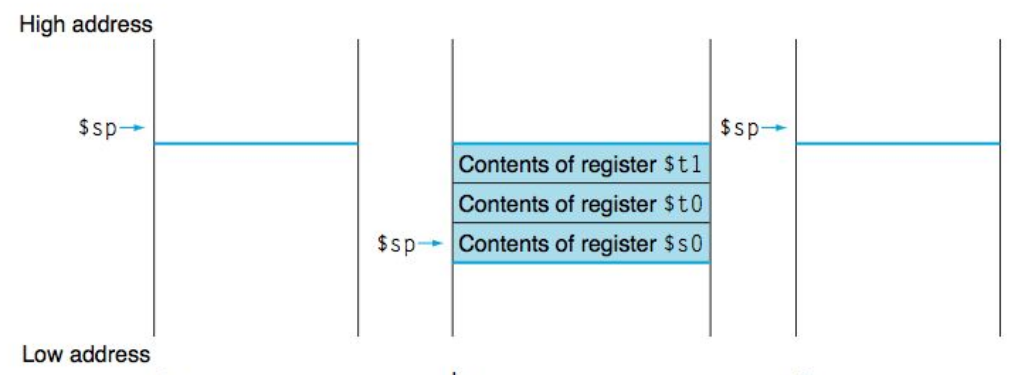 High address
$sp
$sp
Contents of register $t1
Contents of register $t0
$sp
Contents of register $s0
Low address